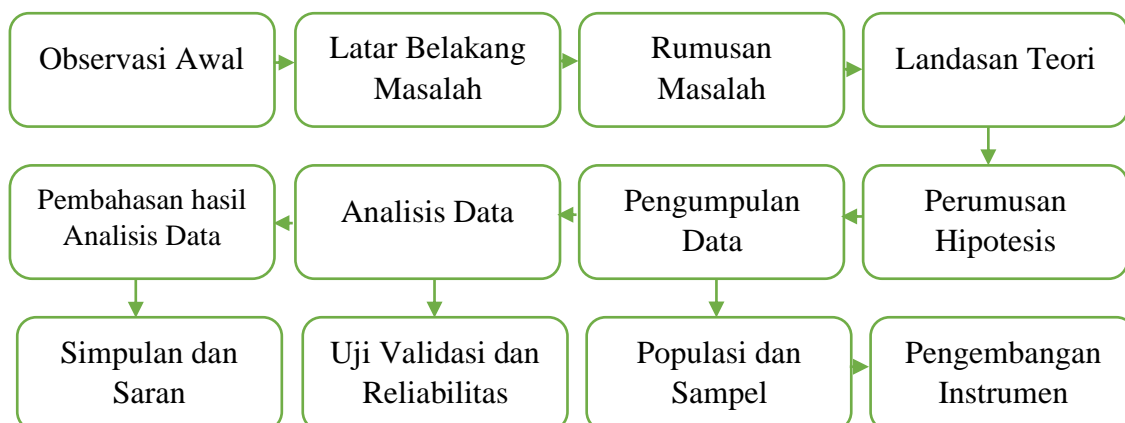 Observasi Awal
Latar Belakang
Masalah
Rumusan
Masalah
Landasan Teori
Pembahasan hasil
Analisis Data
Analisis Data
Pengumpulan
Data
Perumusan
Hipotesis
Simpulan dan
Saran
Uji Validasi dan
Reliabilitas
Populasi dan
Sampel
Pengembangan
Instrumen